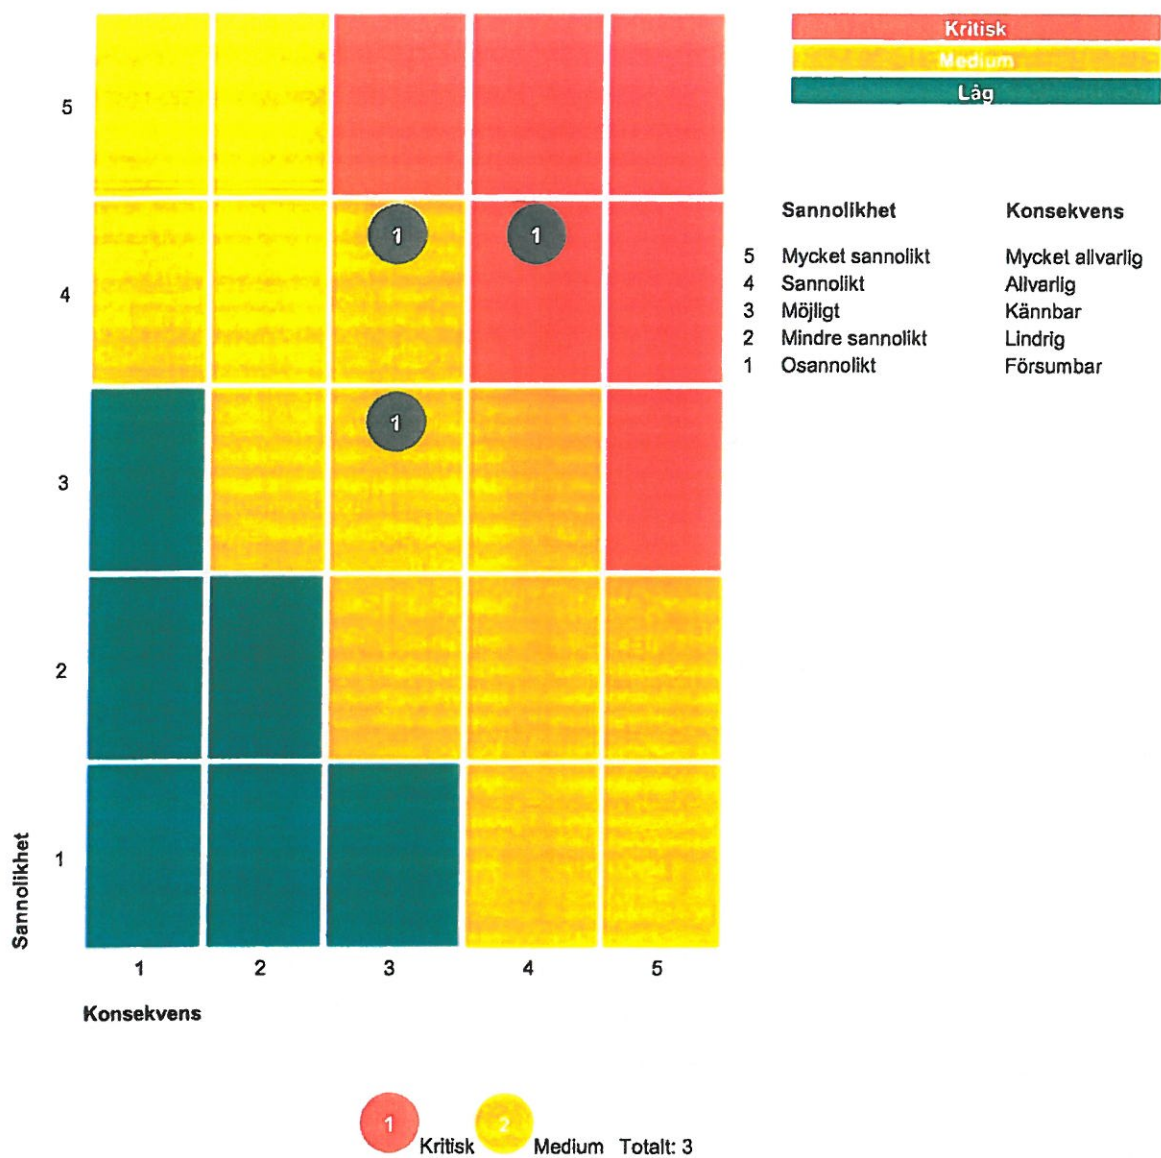 Kritisk
Medium
Låg
5
Sannolikhet Konsekvens
1 1
5 Mycket sannolikt Mycket allvarlig
4
4 Sannolikt Allvarlig
3 Möjligt Kännbar
2 Mindre sannolikt Lindrig
1 Osannolikt Försumbar
1
3
2
1
Sannolikhet
1 2 3 4 5
Konsekvens
1 Kritisk 2 Medium Totalt: 3